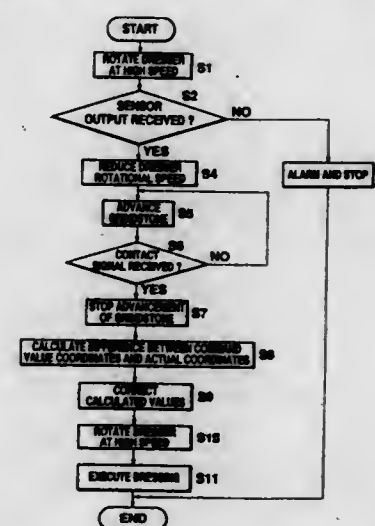 START
ROTATE DRESSER
AT HIGH SPEED
S1
S2
SENSOR
OUTPUT RECEIVED ?
NO
YES
REDUCE DRESSER
ROTATIONAL SPEED
S4
ALARM AND STOP
ADVANCE
GRINDSTONE
S5
S6
CONTACT
SIGNAL RECEIVED ?
NO
YES
STOP ADVANCEMENT
OF GRINDSTONE
S7
CALCULATE DIFFERENCE BETWEEN COMMAND
VALUE COORDINATES AND ACTUAL COORDINATES
S8
CORRECT
CALCULATED VALUES
S9
ROTATE DRESSER
AT HIGH SPEED
EXECUTE DRESSING
S11
END